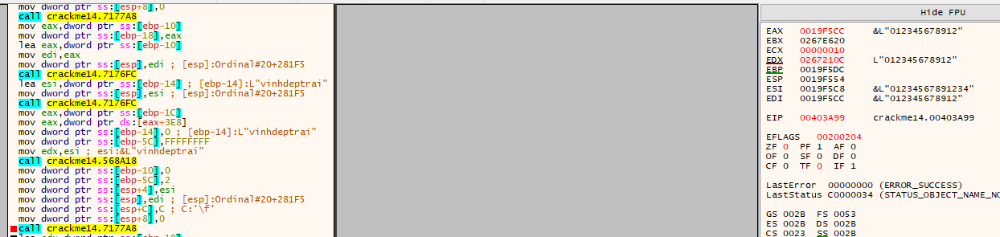 mov dword ptr ss:[esp+8],0
call crackme14.7177A8
mov eax,dword ptr ss:[ebp-10]
mov dword ptr ss:[ebp-18],eax
lea eax,dword ptr ss:[ebp-10]
mov edi,eax
mov dword ptr ss:[esp],edi ; [esp]:Ordinal#20+281F5
call crackme14.7176FC
lea esi,dword ptr ss:[ebp-14] ; [ebp-14]:L"vinhdeptrai"
mov dword ptr ss:[esp],esi ; [esp]:Ordinal#20+281F5
call crackme14.7176FC
mov eax,dword ptr ss:[ebp-1C]
mov eax,dword ptr ds:[eax+3E8]
mov dword ptr ss:[ebp-14],0 ; [ebp-14]:L"vinhdeptrai"
mov dword ptr ss:[ebp-5C],FFFFFFFF
mov edx,esi ; esi:&L"vinhdeptrai"
call crackme14.568A18
mov dword ptr ss:[ebp-10],0
mov dword ptr ss:[ebp-5C],2
mov dword ptr ss:[esp+4],esi
mov dword ptr ss:[esp],edi ; [esp]:Ordinal#20+281F5
mov dword ptr ss:[esp+C],C ; C:'\f'
mov dword ptr ss:[esp+8],0
call crackme14.7177A8
Hide FPU
EAX 0019F5CC &L"012345678912"
EBX 0267E620
ECX 00000010
EDX 0267210C L"012345678912"
EBP 0019F5DC
ESP 0019F554
ESI 0019F5C8 &L"01234567891234"
EDI 0019F5CC &L"012345678912"
EIP 00403A99 crackme14.00403A99
EFLAGS 00200204
ZF 0 PF 1 AF 0
OF 0 SF 0 DF 0
CF 0 TF 0 IF 1
LastError 00000000 (ERROR_SUCCESS)
LastStatus C0000034 (STATUS_OBJECT_NAME_NO
GS 002B FS 0053
ES 002B DS 002B
CS 0023 SS 002B